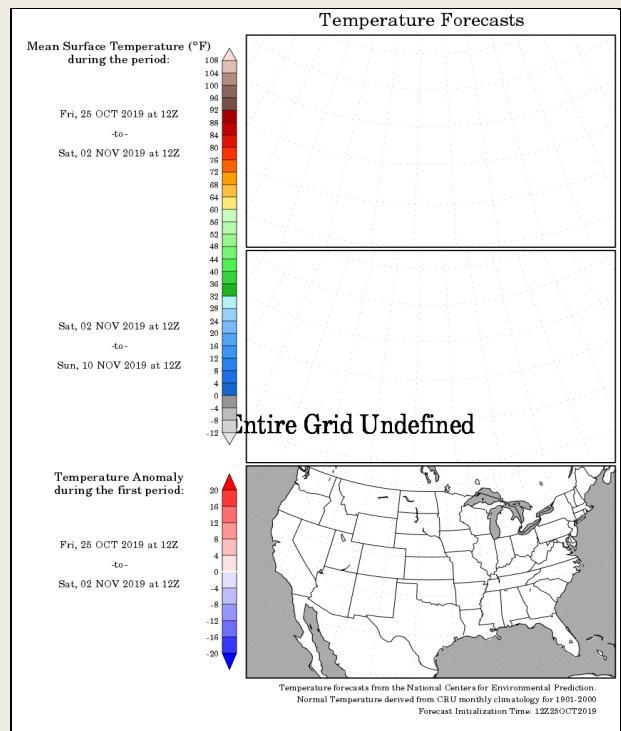 Temperature Forecasts
Mean Surface Temperature (°F)
during the period:
Fri, 25 OCT 2019 at 12Z
-to-
Sat, 02 NOV 2019 at 12Z
108
104
100
96
92
88
84
80
76
72
68
64
60
56
52
48
44
40
36
32
28
24
20
16
12
8
4
0
-4
-8
-12
Sat, 02 NOV 2019 at 12Z
-to-
Sun, 10 NOV 2019 at 12Z
Entire Grid Undefined
Temperature Anomaly
during the first period:
Fri, 25 OCT 2019 at 12Z
-to-
Sat, 02 NOV 2019 at 12Z
20
16
12
8
4
0
-4
-8
-12
-16
-20
Temperature forecasts from the National Centers for Environmental Prediction.
Normal Temperature derived from CRU monthly climatology for 1901-2000
Forecast Initialization Time: 12Z25OCT2019